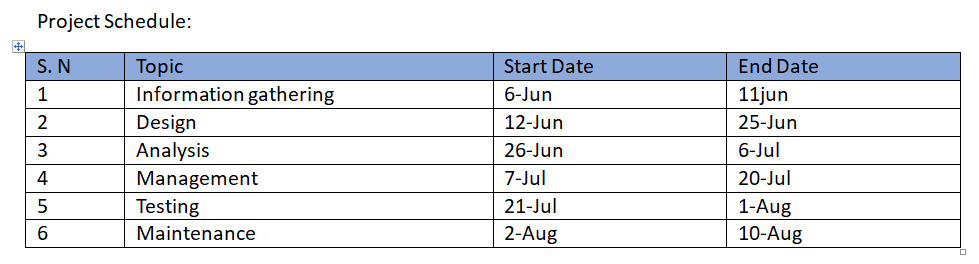 Project Schedule:
S. N Topic Start Date End Date
1 Information gathering 6-Jun 11jun
2 Design 12-Jun 25-Jun
3 Analysis 26-Jun 6-Jul
4 Management 7-Jul 20-Jul
5 Testing 21-Jul 1-Aug
6 Maintenance 2-Aug 10-Aug